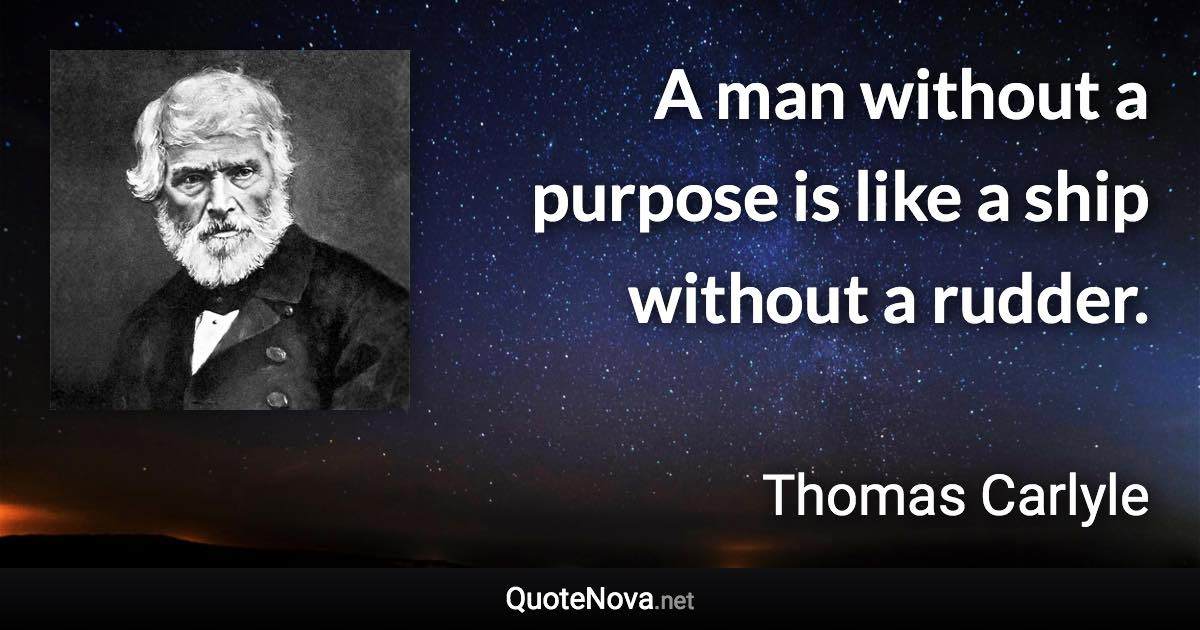 A man without a
purpose is like a ship
without a rudder.
Thomas Carlyle
QuoteNova.net